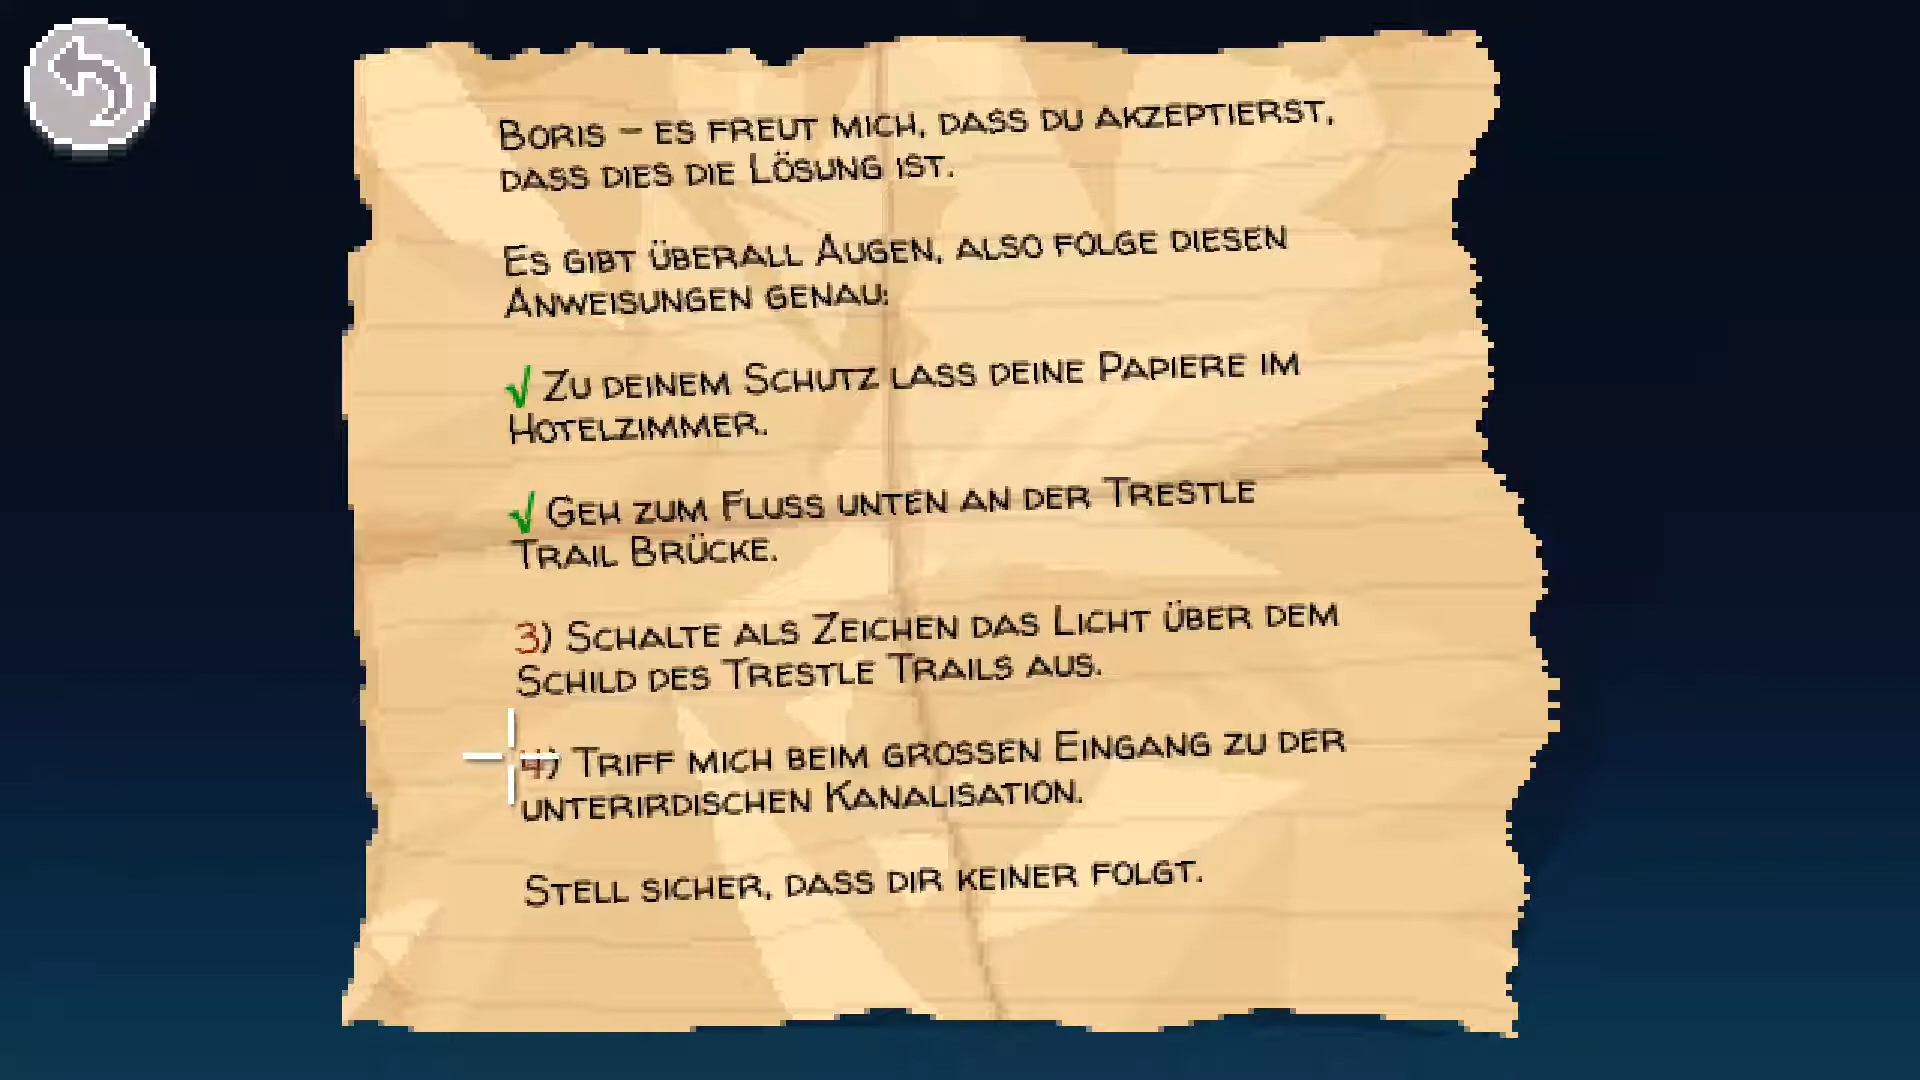 Boris – es freut mich, dass du akzeptierst,
dass dies die Lösung ist.
Es gibt überall Augen, also folge diesen
Anweisungen genau:
√ Zu deinem Schutz lass deine Papiere im
Hotelzimmer.
√ Geh zum Fluss unten an der Trestle
Trail Brücke.
3) Schalte als Zeichen das Licht über dem
Schild des Trestle Trails aus.
4) Triff mich beim grossen Eingang zu der
unterirdischen Kanalisation.
Stell sicher, dass dir keiner folgt.